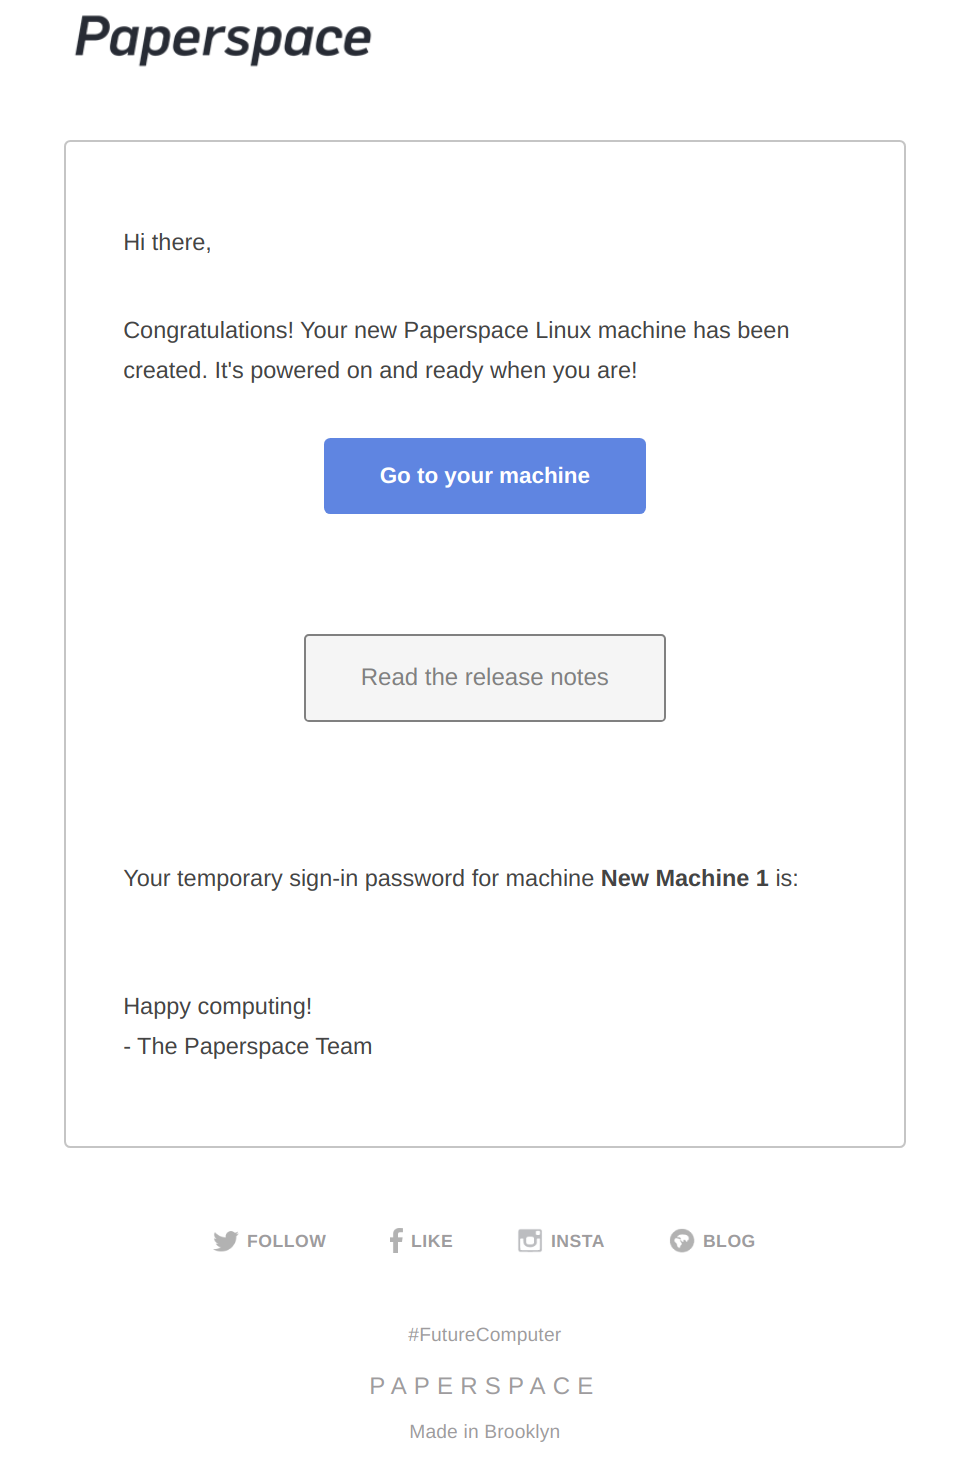 Paperspace
Hi there,
Congratulations! Your new Paperspace Linux machine has been
created. It's powered on and ready when you are!
Go to your machine
Read the release notes
Your temporary sign-in password for machine New Machine 1 is:
Happy computing!
- The Paperspace Team
FOLLOW LIKE INSTA BLOG
#FutureComputer
PAPERSPACE
Made in Brooklyn